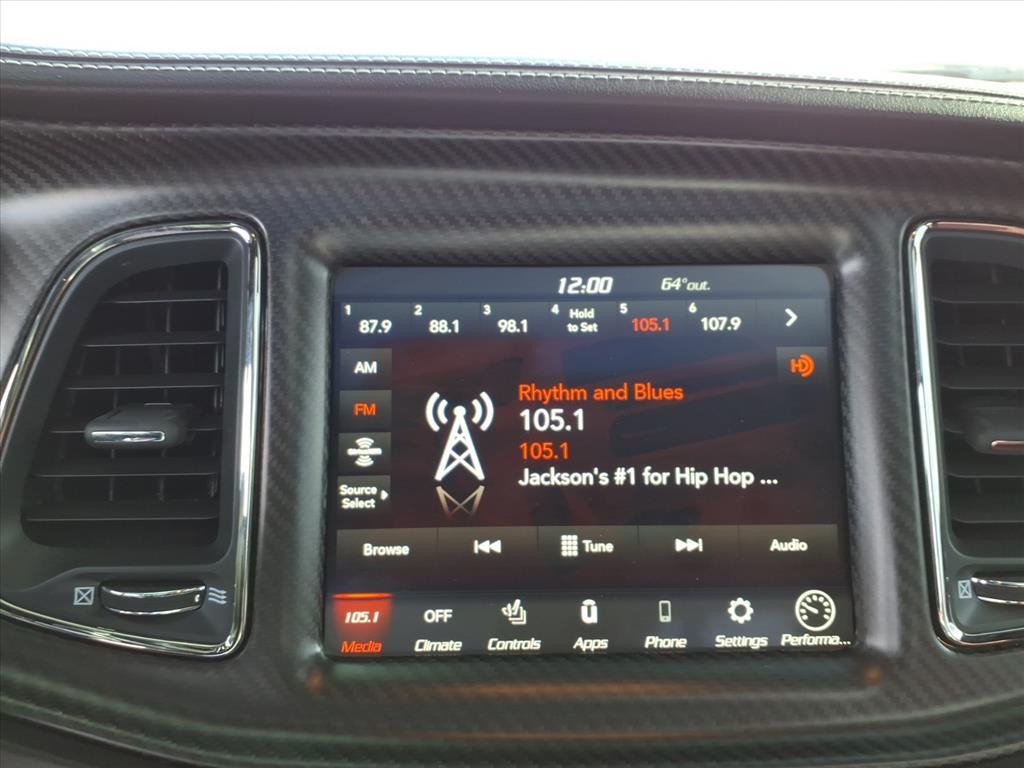 12:00 64°out.
1 2 3 4 5 6
87.9 88.1 98.1 Hold to Set 105.1 107.9
AM
HD
Rhythm and Blues
FM
105.1
105.1
Source Select
Jackson's #1 for Hip Hop ...
Browse Tune Audio
105.1 OFF
Media Climate Controls Apps Phone Settings Performa...